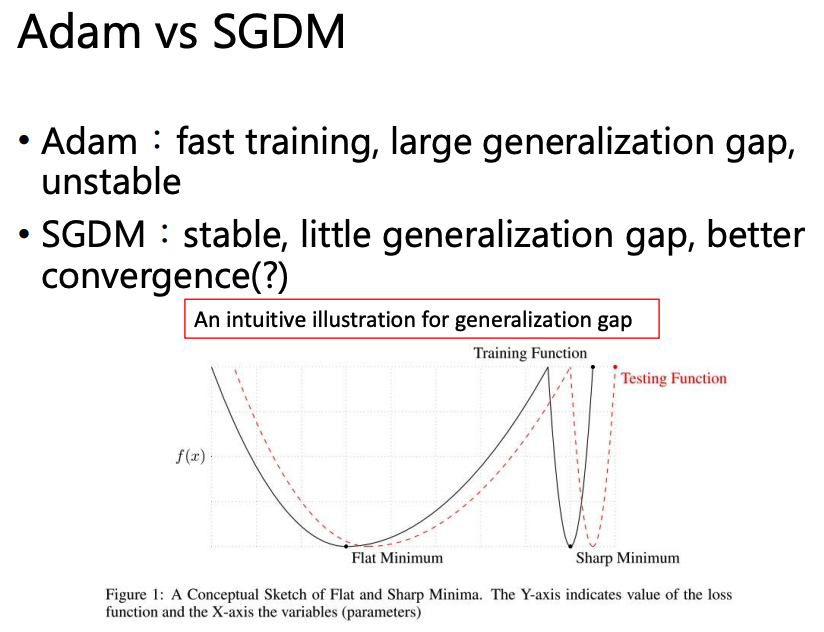 Adam vs SGDM
• Adam：fast training, large generalization gap,
unstable
• SGDM：stable, little generalization gap, better
convergence(?)
An intuitive illustration for generalization gap
Training Function
Testing Function
f(x)
Flat Minimum
Sharp Minimum
Figure 1: A Conceptual Sketch of Flat and Sharp Minima. The Y-axis indicates value of the loss
function and the X-axis the variables (parameters)